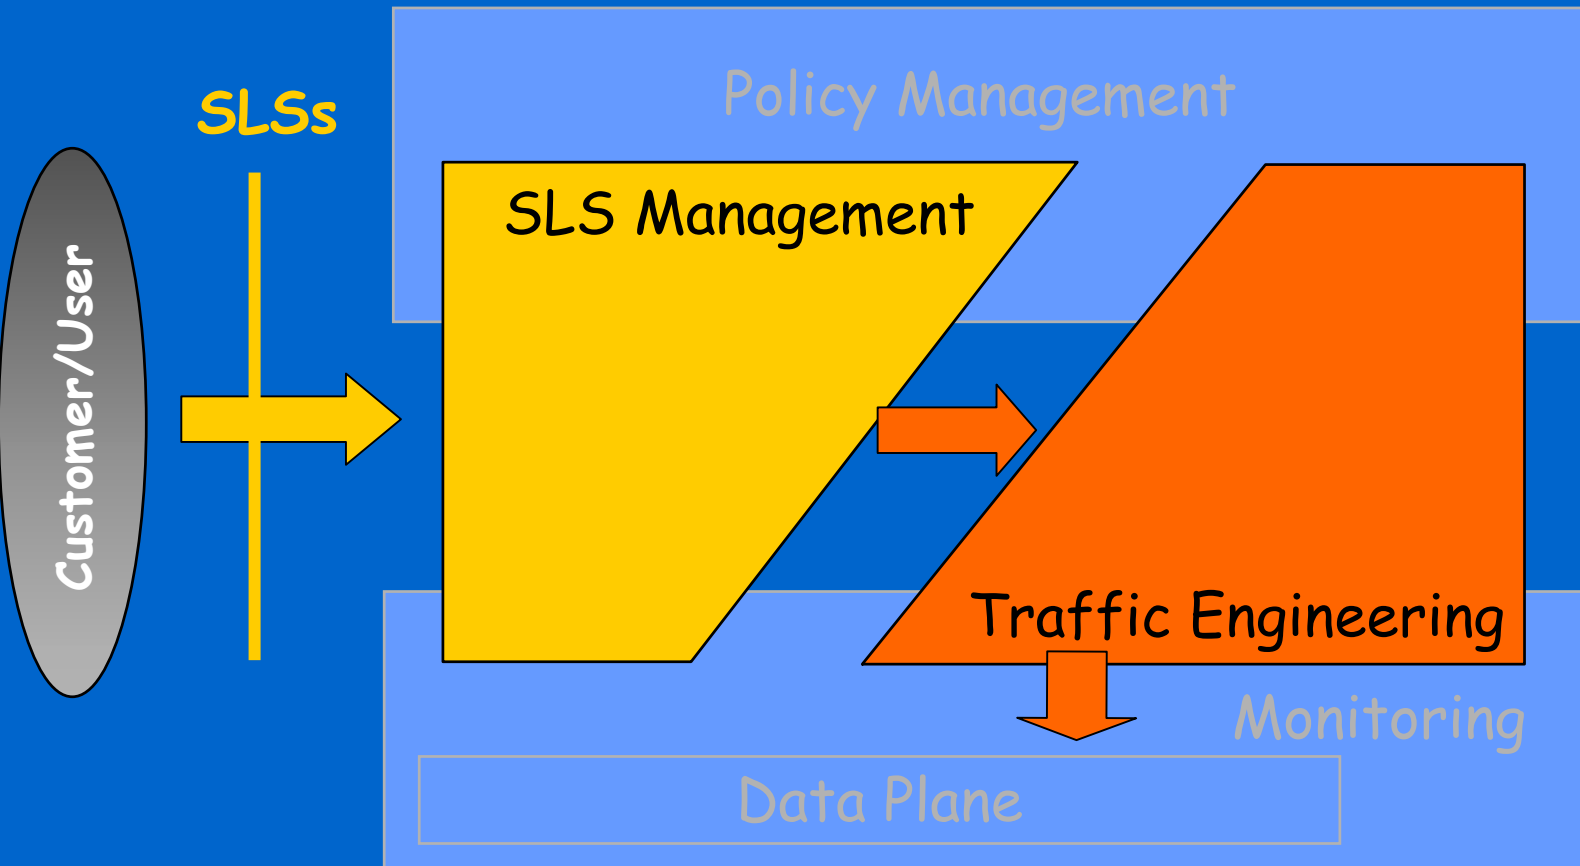 Policy Management
SLSs
SLS Management
Customer/User
Traffic Engineering
Monitoring
Data Plane